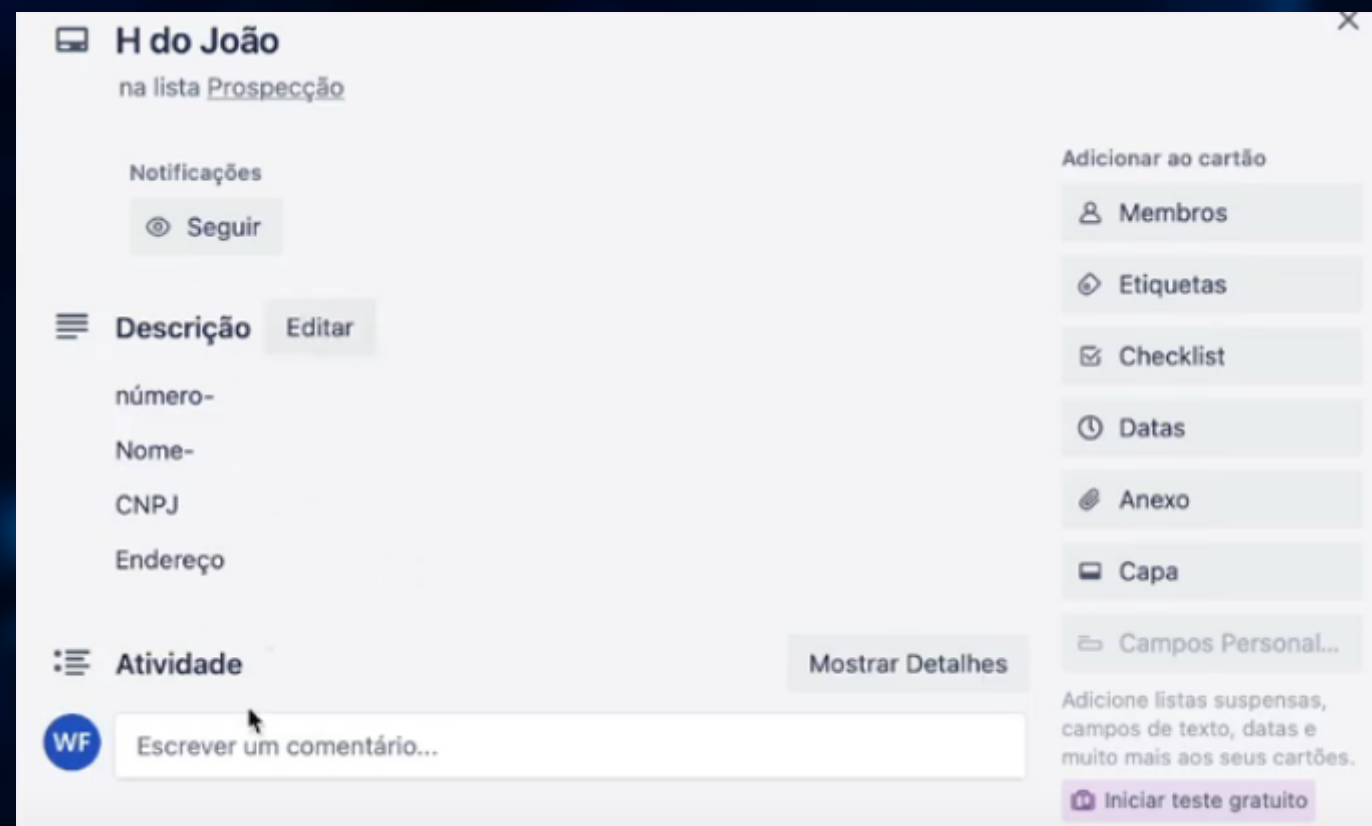 H do João
na lista Prospecção
Notificações
Seguir
Descrição
Editar
número-
Nome-
CNPJ
Endereço
Atividade
Mostrar Detalhes
WF
Escrever um comentário...
Adicionar ao cartão
Membros
Etiquetas
Checklist
Datas
Anexo
Capa
Campos Personal...
Adicione listas suspensas,
campos de texto, datas e
muito mais aos seus cartões.
Iniciar teste gratuito